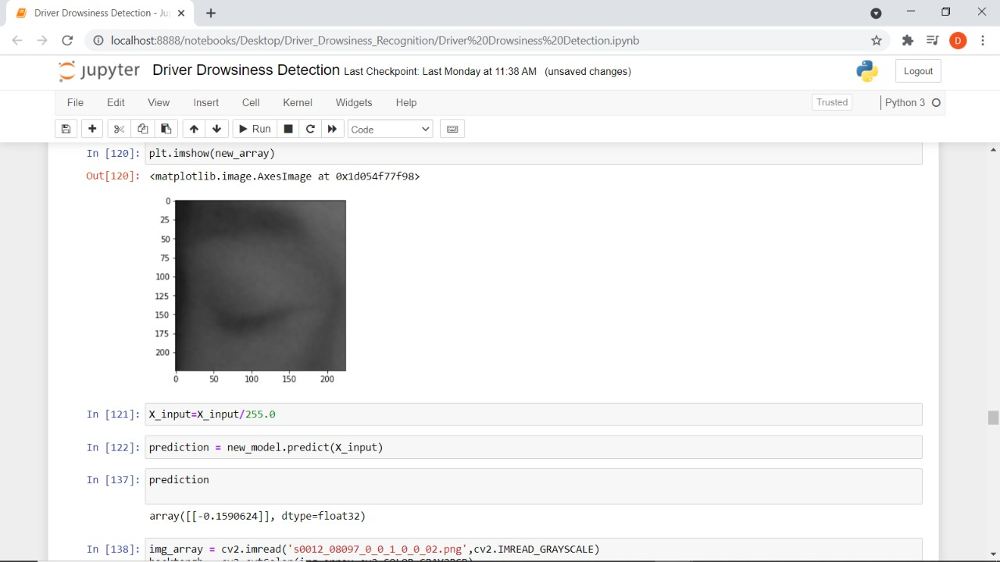 Driver Drowsiness Detection - Ju
localhost:8888/notebooks/Desktop/Driver_Drowsiness_Recognition/Driver%20Drowsiness%20Detection.ipynb
D
jupyter Driver Drowsiness Detection Last Checkpoint: Last Monday at 11:38 AM (unsaved changes)
Logout
File Edit View Insert Cell Kernel Widgets Help
Trusted
Python 3
Run
Code
In [120]: plt.imshow(new_array)
Out[120]: <matplotlib.image.AxesImage at 0x1d054f77f98>
0
25
50
75
100
125
150
175
200
0 50 100 150 200
In [121]: X_input=X_input/255.0
In [122]: prediction = new_model.predict(X_input)
In [137]: prediction
array([[-0.1590624]], dtype=float32)
In [138]: img_array = cv2.imread('s0012_08097_0_0_1_0_0_02.png',cv2.IMREAD_GRAYSCALE)